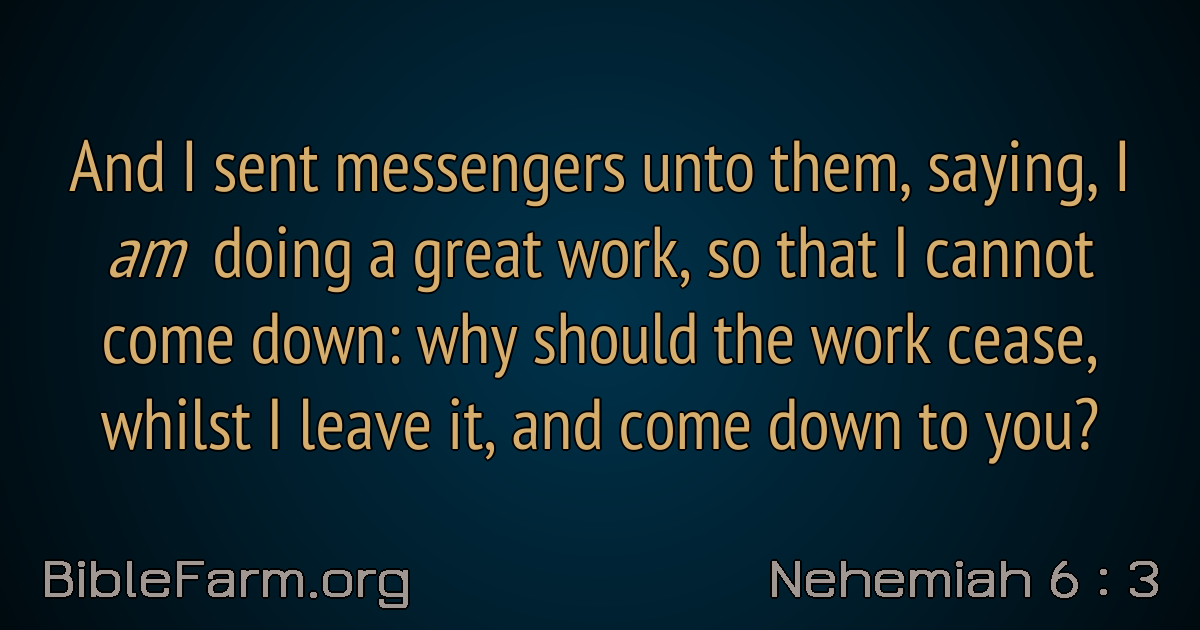 And I sent messengers unto them, saying, I
am doing a great work, so that I cannot
come down: why should the work cease,
whilst I leave it, and come down to you?
BibleFarm.org
Nehemiah 6 : 3